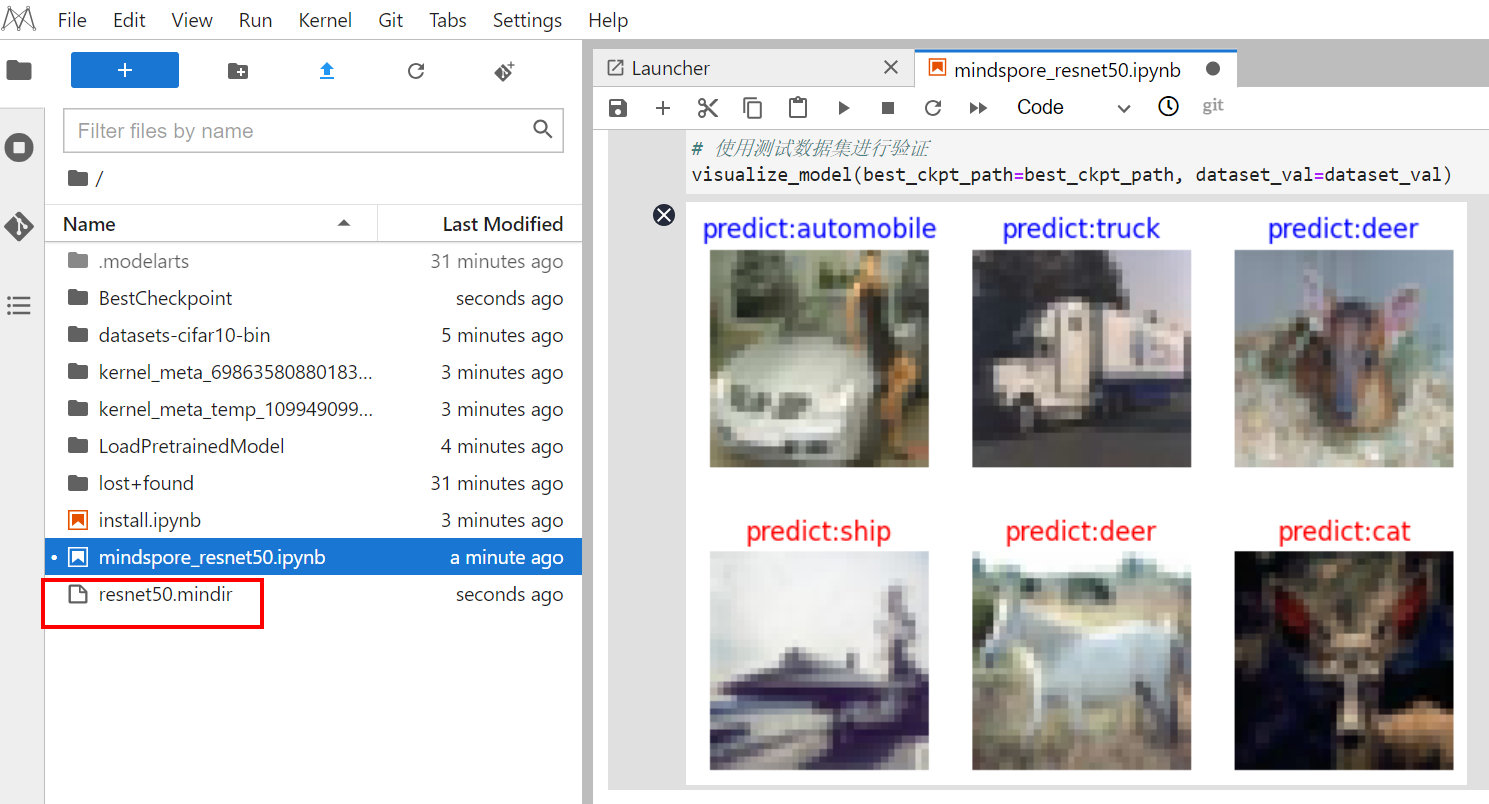 File Edit View Run Kernel Git Tabs Settings Help
Filter files by name
/
Name Last Modified
.modelarts 31 minutes ago
BestCheckpoint seconds ago
datasets-cifar10-bin 5 minutes ago
kernel_meta_69863580880183... 3 minutes ago
kernel_meta_temp_109949099... 3 minutes ago
LoadPretrainedModel 4 minutes ago
lost+found 31 minutes ago
install.ipynb 3 minutes ago
mindspore_resnet50.ipynb a minute ago
resnet50.mindir seconds ago
Launcher mindspore_resnet50.ipynb
Code git
# 使用测试数据集进行验证
visualize_model(best_ckpt_path=best_ckpt_path, dataset_val=dataset_val)
predict:automobile predict:truck predict:deer
predict:ship predict:deer predict:cat